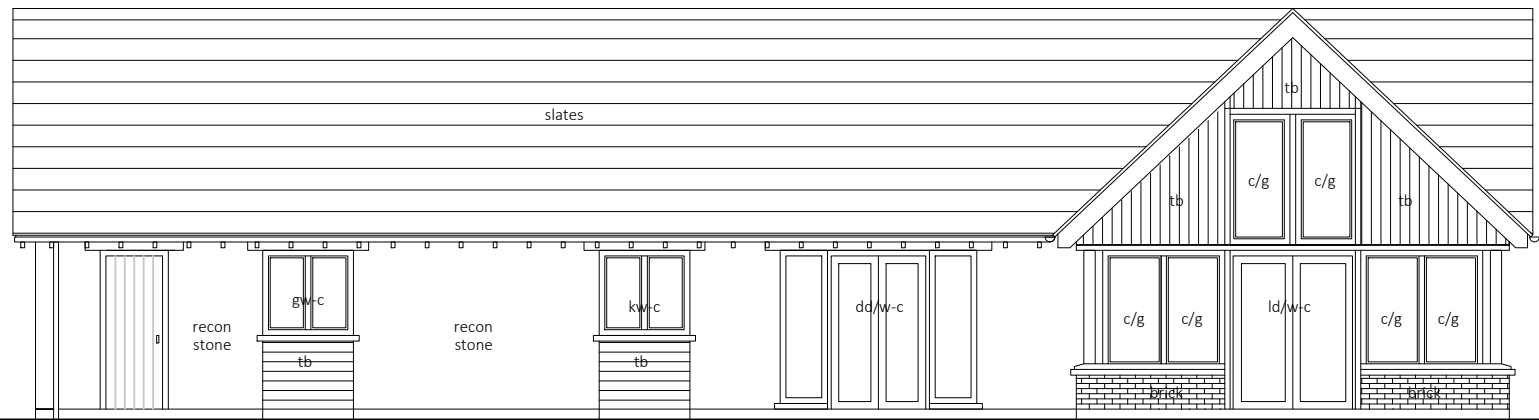 tb
slates
c/g
c/g
tb
tb
gw-c
kw-c
dd/w-c
ld/w-c
recon
stone
recon
stone
c/g
c/g
c/g
c/g
tb
tb
brick
brick